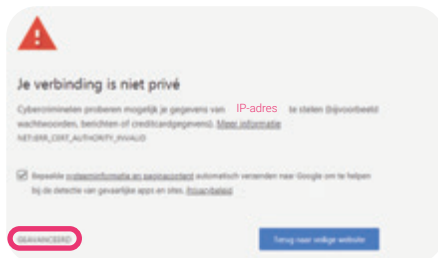 Je verbinding is niet privé
Cybercriminelen proberen mogelijk je gegevens van IP-adres te stelen (bijvoorbeeld
wachtwoorden, berichten of creditcardgegevens). Meer informatie
NET::ERR_CERT_AUTHORITY_INVALID
Bepaalde systeeminformatie en paginacontent automatisch verzenden naar Google om te helpen
bij de detectie van gevaarlijke apps en sites. Privacybeleid
GEAVANCEERD
Terug naar veilige website